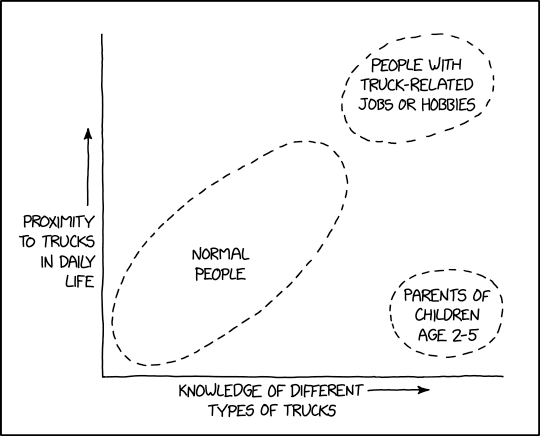 PEOPLE WITH
TRUCK-RELATED
JOBS OR HOBBIES
PROXIMITY
TO TRUCKS
IN DAILY
LIFE
NORMAL
PEOPLE
PARENTS OF
CHILDREN
AGE 2-5
KNOWLEDGE OF DIFFERENT
TYPES OF TRUCKS